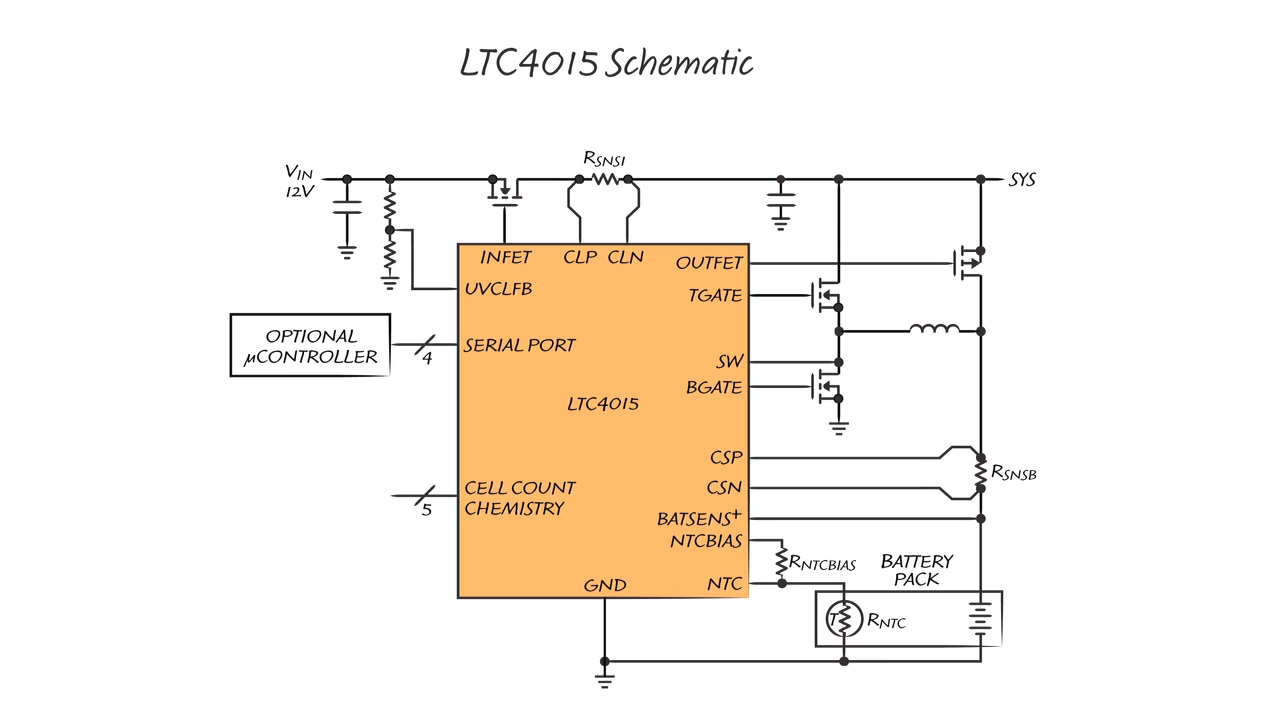 LTC4015 Schematic
VIN
12V
RSNS1
SYS
INFET
CLP
CLN
OUTFET
UVCLFB
TGATE
OPTIONAL
µCONTROLLER
4
SERIAL PORT
SW
BGATE
LTC4015
CSP
RSNSB
5
CELL COUNT
CHEMISTRY
CSN
BATSENS+
NTCBIAS
RNTCBIAS
BATTERY
PACK
GND
NTC
T
RNTC